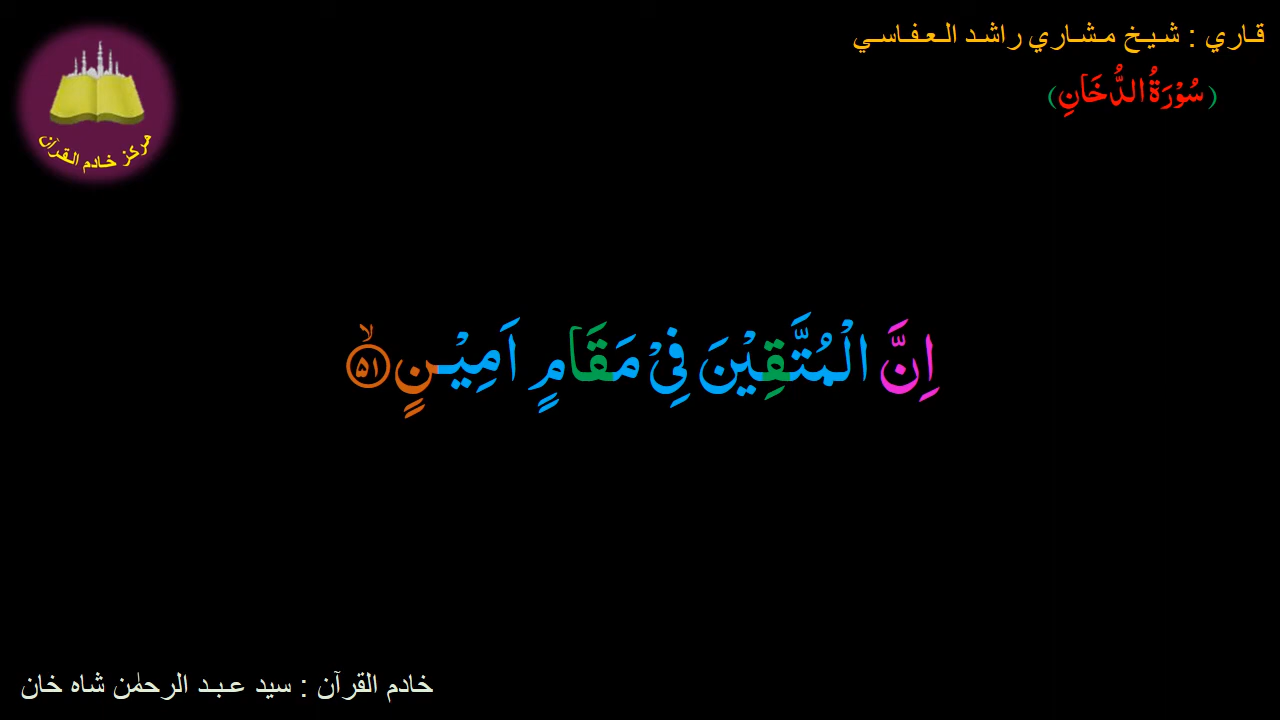 قاري : شيخ مشاري راشد العفاسي
(سُوْرَةُ الدُّخَانِ)
مركز خادم القرآن
اِنَّ الْمُتَّقِيْنَ فِيْ مَقَامٍ اَمِيْنٍۙ ۝۵۱
خادم القرآن : سيد عبد الرحمٰن شاه خان